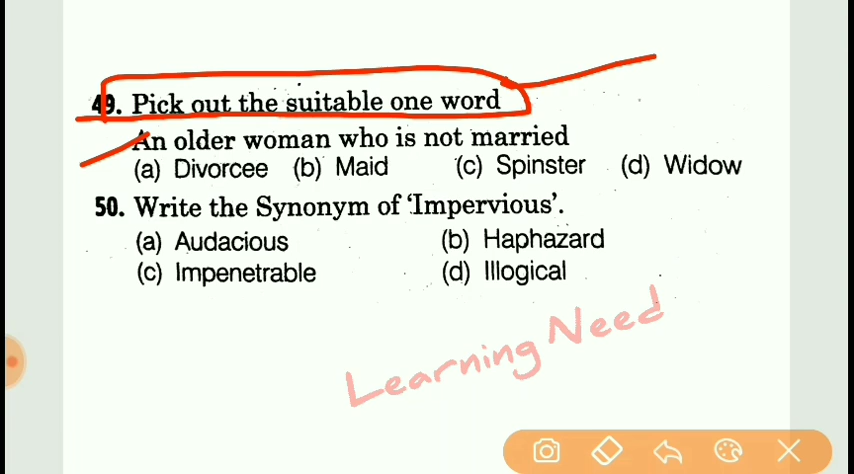 49. Pick out the suitable one word
An older woman who is not married
(a) Divorcee (b) Maid (c) Spinster (d) Widow
50. Write the Synonym of 'Impervious'.
(a) Audacious (b) Haphazard
(c) Impenetrable (d) Illogical
Learning Need